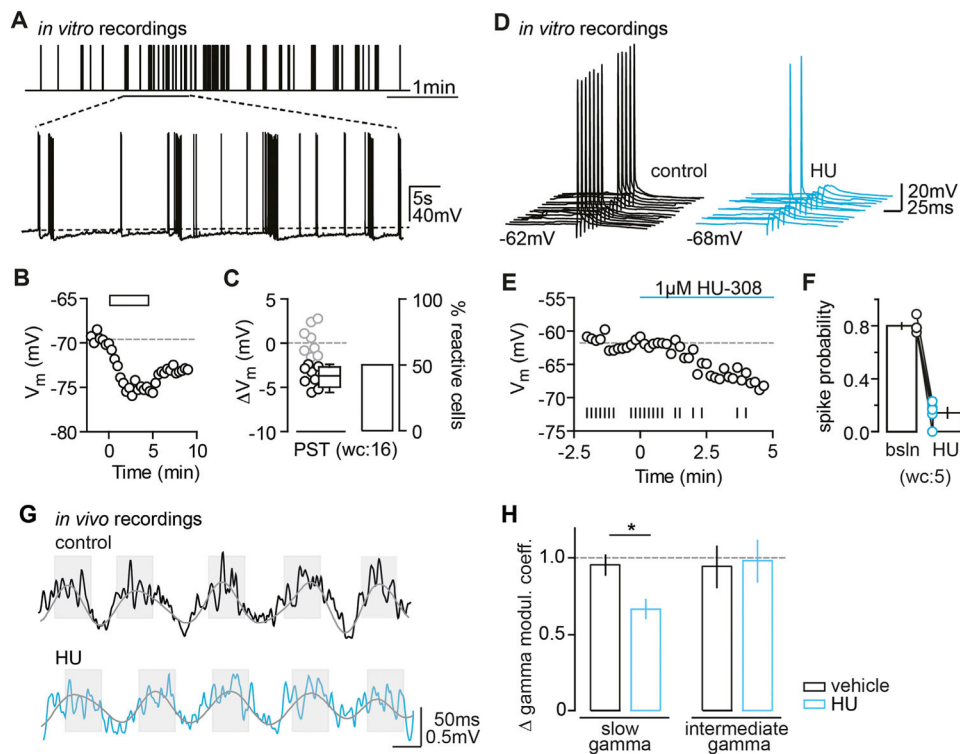 A
in vitro recordings
1min
5s
40mV
B
-65
-70
-75
-80
Vm (mV)
0
5
10
Time (min)
C
5
0
-5
-10
ΔVm (mV)
100
50
0
% reactive cells
PST (wc:16)
D
in vitro recordings
control
HU
20mV
25ms
-62mV
-68mV
E
1µM HU-308
-55
-60
-65
-70
-75
Vm (mV)
-2.5
0
2.5
5
Time (min)
F
0.8
0.4
0.0
spike probability
bsln
HU
(wc:5)
G
in vivo recordings
control
HU
50ms
0.5mV
H
*
1.0
0.5
0
Δ gamma modul. coeff.
slow
gamma
intermediate
gamma
vehicle
HU